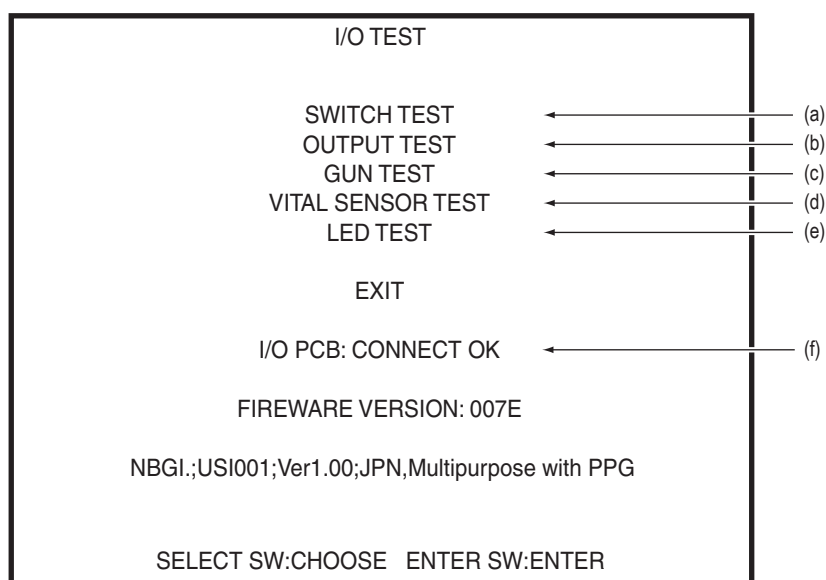 I/O TEST
SWITCH TEST (a)
OUTPUT TEST (b)
GUN TEST (c)
VITAL SENSOR TEST (d)
LED TEST (e)
EXIT
I/O PCB: CONNECT OK (f)
FIREWARE VERSION: 007E
NBGI.;USI001;Ver1.00;JPN,Multipurpose with PPG
SELECT SW:CHOOSE ENTER SW:ENTER